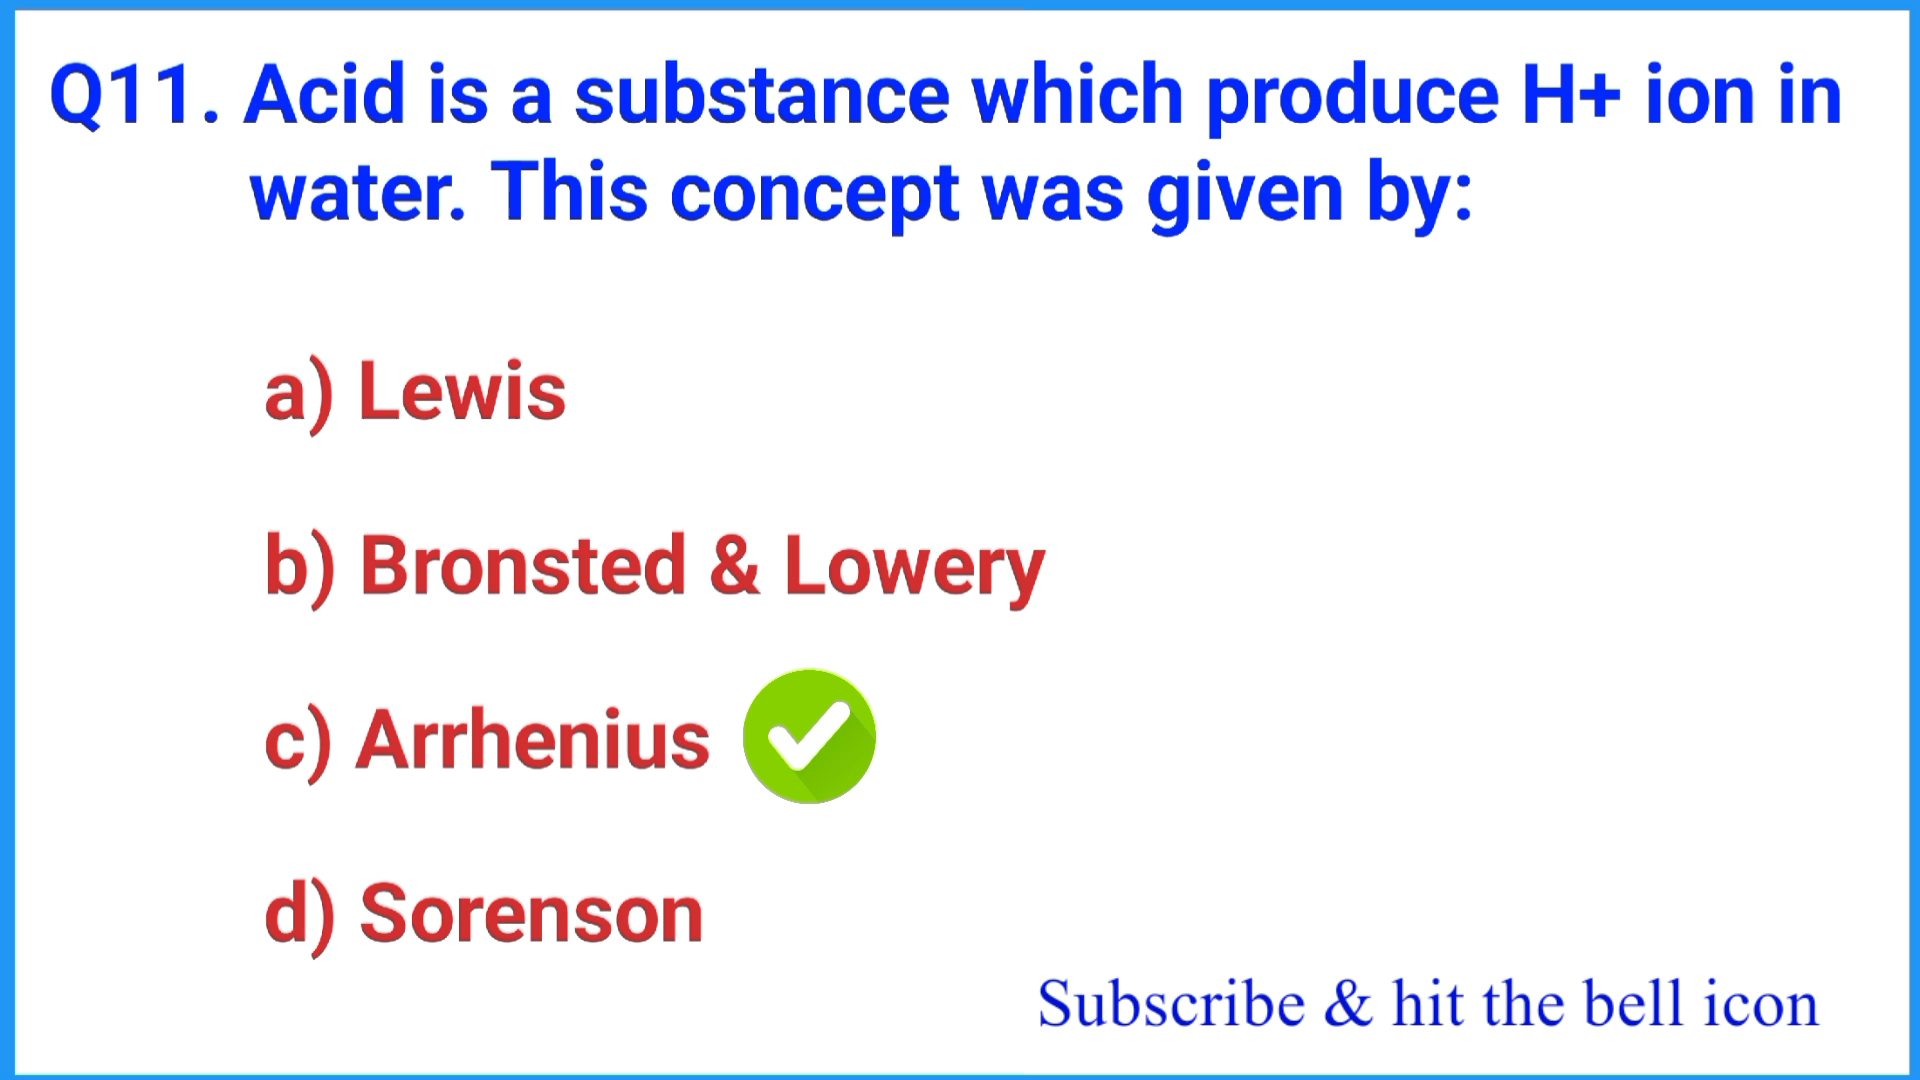 Q11. Acid is a substance which produce H+ ion in
water. This concept was given by:
a) Lewis
b) Bronsted & Lowery
c) Arrhenius
d) Sorenson
Subscribe & hit the bell icon